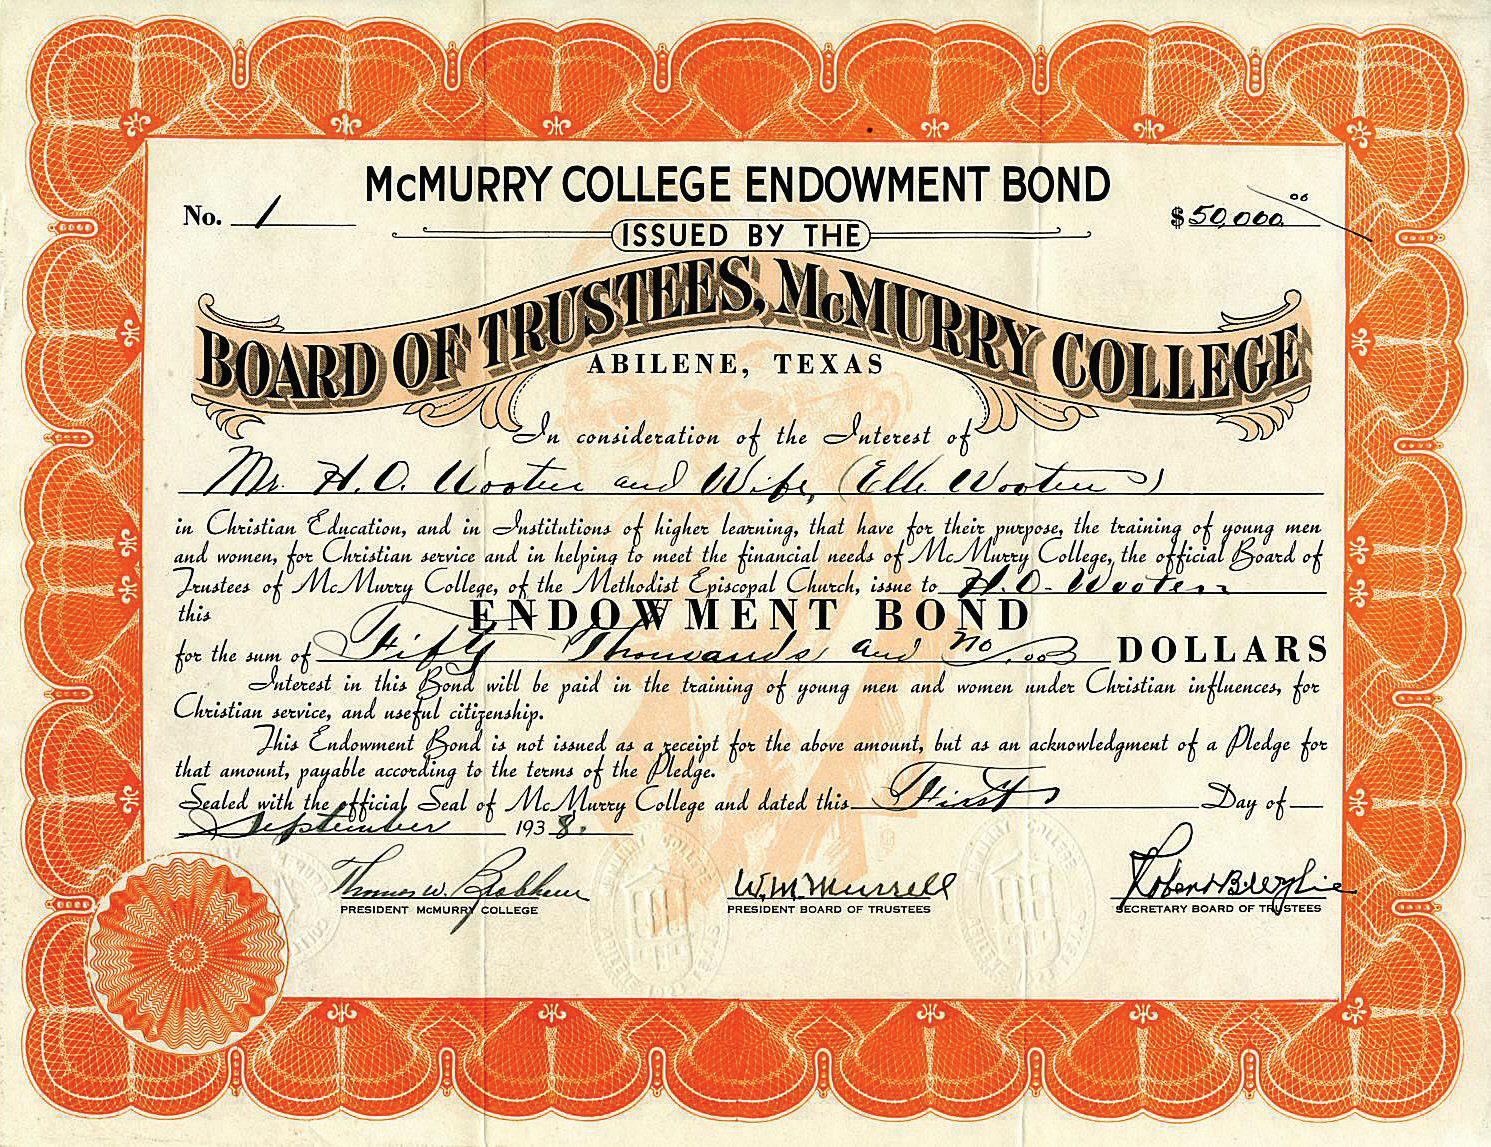 McMURRY COLLEGE ENDOWMENT BOND
No. 1
$50,000.00
ISSUED BY THE
BOARD OF TRUSTEES, McMURRY COLLEGE
ABILENE, TEXAS
In consideration of the Interest of
Mr. H.O. Wooten and Wife, (Elle Wooten)
in Christian Education, and in Institutions of higher learning, that have for their purpose, the training of young men
and women, for Christian service and in helping to meet the financial needs of McMurry College, the official Board of
Trustees of McMurry College, of the Methodist Episcopal Church, issue to H.O. Wooten
this ENDOWMENT BOND
for the sum of Fifty Thousands and no/00 DOLLARS
Interest in this Bond will be paid in the training of young men and women under Christian influences, for
Christian service, and useful citizenship.
This Endowment Bond is not issued as a receipt for the above amount, but as an acknowledgment of a Pledge for
that amount, payable according to the terms of the Pledge.
Sealed with the official Seal of McMurry College and dated this First Day of
September 1938.
Thomas W. Brabham
W.M. Murrell
Robert B. Wylie
PRESIDENT McMURRY COLLEGE
PRESIDENT BOARD OF TRUSTEES
SECRETARY BOARD OF TRUSTEES